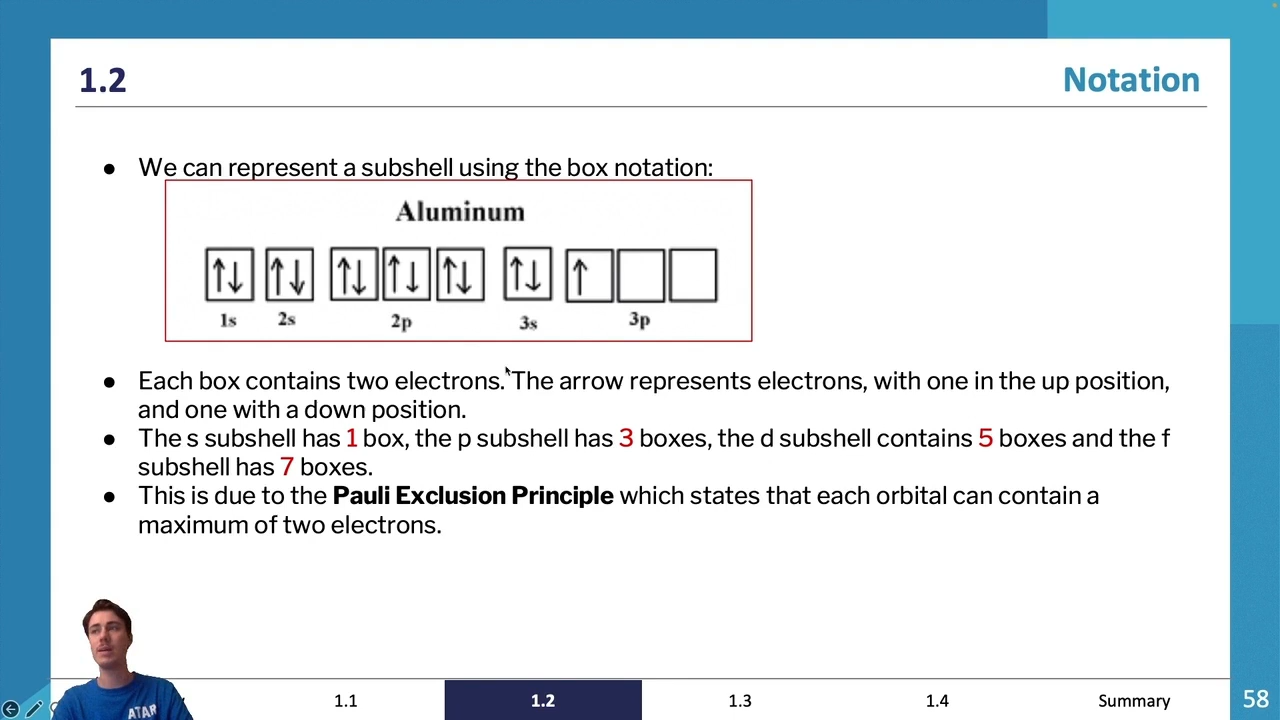 1.2
Notation
● We can represent a subshell using the box notation:
Aluminum
1s 2s 2p 3s 3p
● Each box contains two electrons. The arrow represents electrons, with one in the up position,
and one with a down position.
● The s subshell has 1 box, the p subshell has 3 boxes, the d subshell contains 5 boxes and the f
subshell has 7 boxes.
● This is due to the Pauli Exclusion Principle which states that each orbital can contain a
maximum of two electrons.
ATAR
1.1 1.2 1.3 1.4 Summary 58